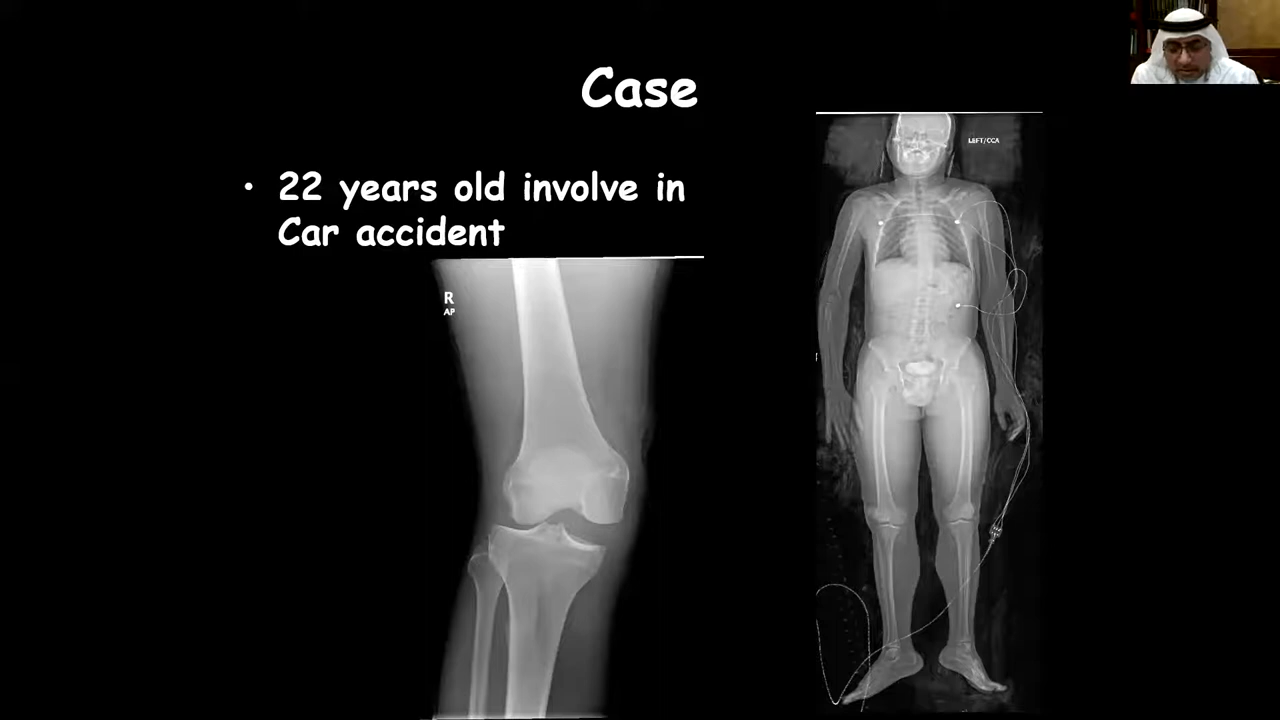 Case
• 22 years old involve in
Car accident
R
AP
LEFT/CCA